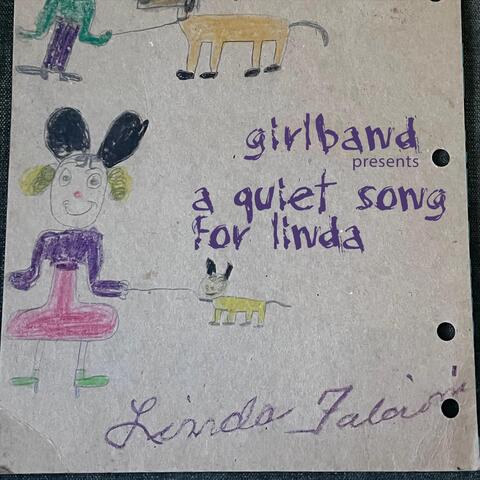 girlband
presents
a quiet song
for linda
Linda